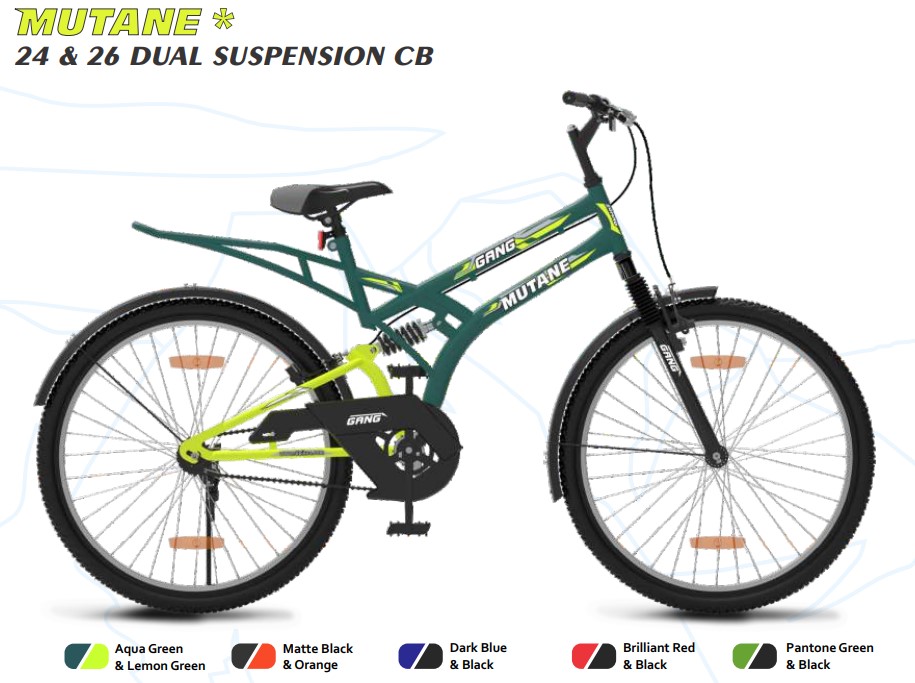 MUTANE *
24 & 26 DUAL SUSPENSION CB
GANG
MUTANE
GANG
GANG
Aqua Green
& Lemon Green
Matte Black
& Orange
Dark Blue
& Black
Brilliant Red
& Black
Pantone Green
& Black